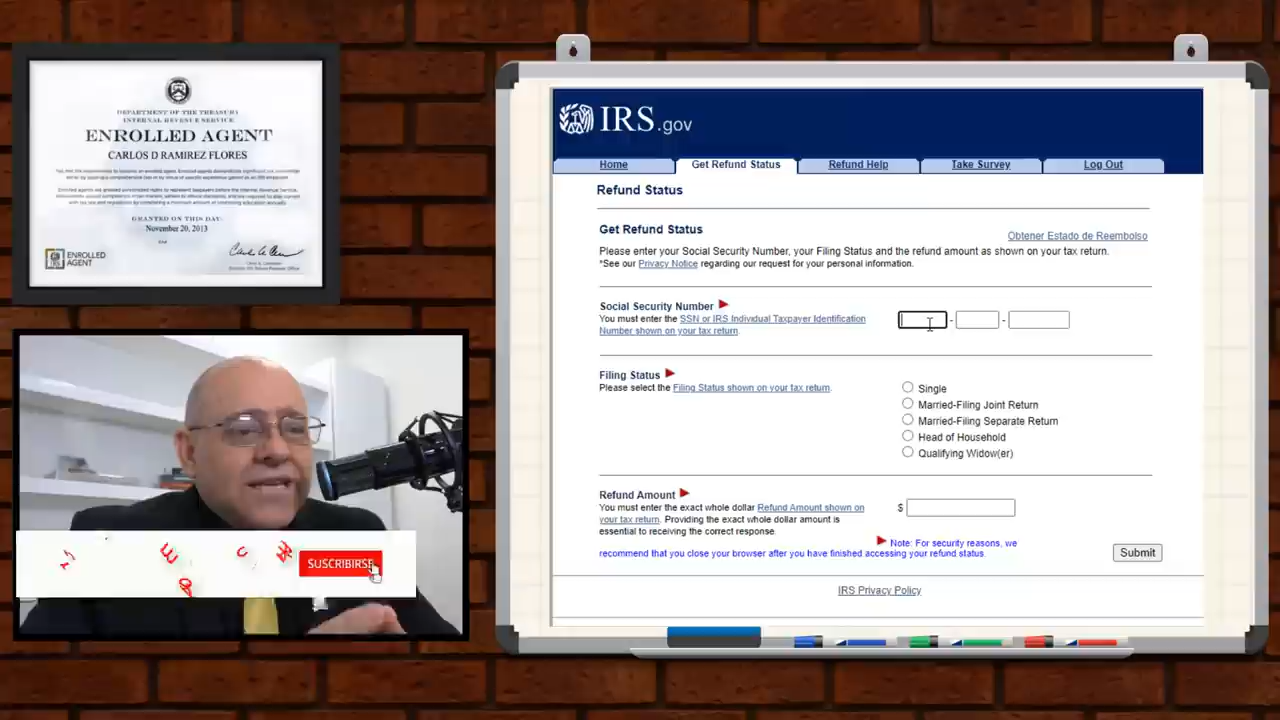 DEPARTMENT OF THE TREASURY
INTERNAL REVENUE SERVICE
ENROLLED AGENT
CARLOS D RAMIREZ FLORES
GRANTED ON THIS DAY:
November 20, 2013
ENROLLED
AGENT
SUSCRIBIRSE
IRS.gov
Home
Get Refund Status
Refund Help
Take Survey
Log Out
Refund Status
Get Refund Status
Obtener Estado de Reembolso
Please enter your Social Security Number, your Filing Status and the refund amount as shown on your tax return.
*See our Privacy Notice regarding our request for your personal information.
Social Security Number
You must enter the SSN or IRS Individual Taxpayer Identification
Number shown on your tax return.
- -
Filing Status
Please select the Filing Status shown on your tax return.
Single
Married-Filing Joint Return
Married-Filing Separate Return
Head of Household
Qualifying Widow(er)
Refund Amount
You must enter the exact whole dollar Refund Amount shown on
your tax return. Providing the exact whole dollar amount is
essential to receiving the correct response.
$
Note: For security reasons, we
recommend that you close your browser after you have finished accessing your refund status.
Submit
IRS Privacy Policy